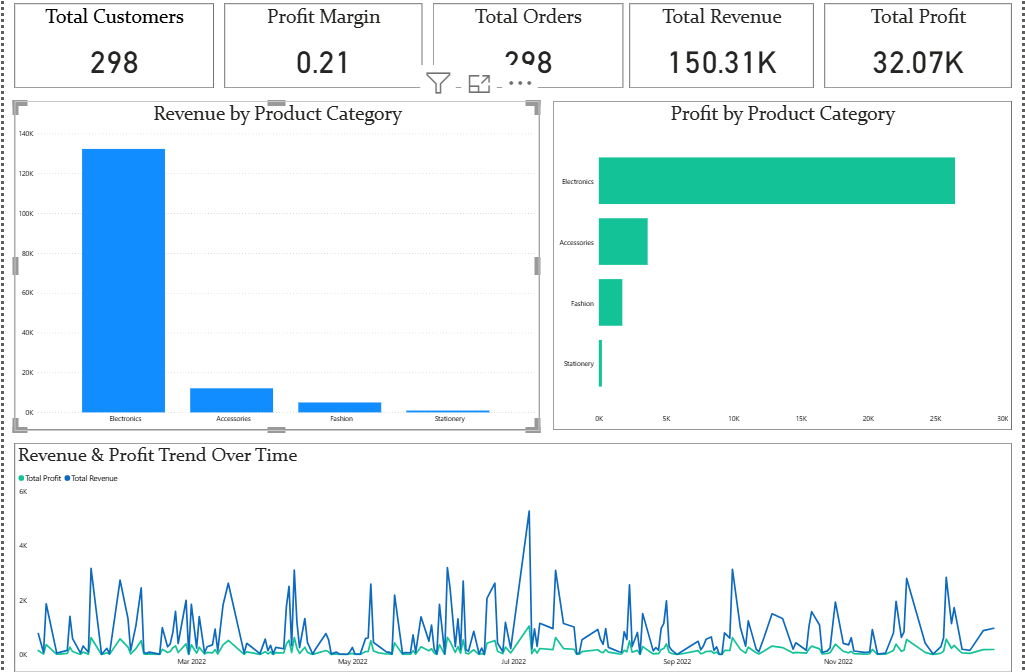 Total Customers
298
Profit Margin
0.21
Total Orders
298
Total Revenue
150.31K
Total Profit
32.07K
Revenue by Product Category
140K
120K
100K
80K
60K
40K
20K
0K
Electronics Accessories Fashion Stationery
Profit by Product Category
Electronics
Accessories
Fashion
Stationery
0K 5K 10K 15K 20K 25K 30K
Revenue & Profit Trend Over Time
Total Profit Total Revenue
6K
4K
2K
0K
Mar 2022 May 2022 Jul 2022 Sep 2022 Nov 2022